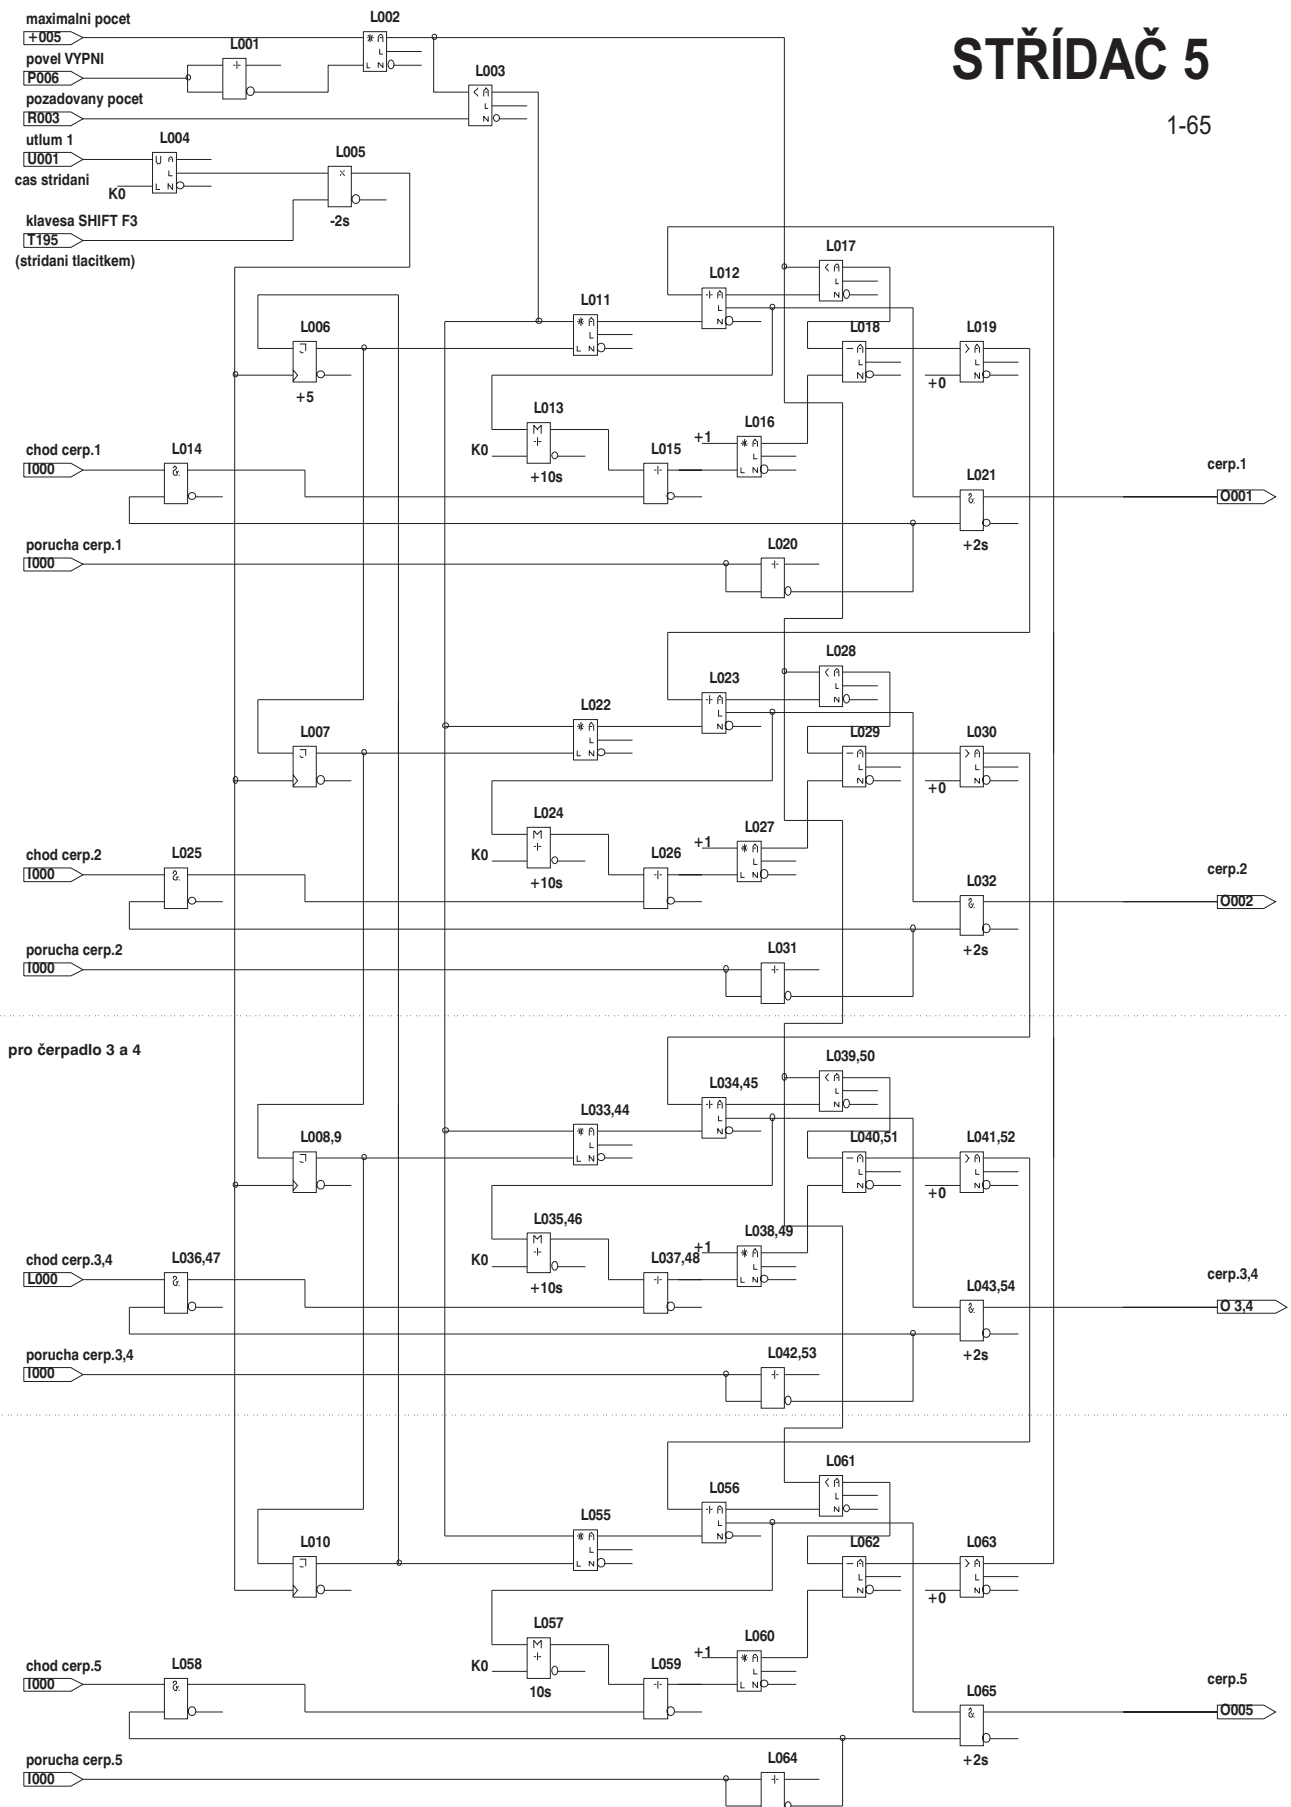 STŘÍDAČ 5
1-65
maximalni pocet
+005
povel VYPNI
P006
pozadovany pocet
R003
utlum 1
U001
cas stridani
K0
klavesa SHIFT F3
T195
(stridani tlacitkem)
L001
L002
* A
L
L N
L003
< A
L
N
L004
U A
L
L N
L005
x
-2s
L006
+5
L011
* A
L
L N
L012
+ A
L
N
L017
< A
L
N
L018
- A
L
N
L019
> A
L
N
+0
L013
M
+
K0
+10s
L015
+
+1
L016
* A
L
L N
chod cerp.1
I000
L014
&
L021
&
+2s
cerp.1
O001
porucha cerp.1
I000
L020
+
L007
L022
* A
L
L N
L023
+ A
L
N
L028
< A
L
N
L029
- A
L
N
L030
> A
L
N
+0
L024
M
+
K0
+10s
L026
+
+1
L027
* A
L
L N
chod cerp.2
I000
L025
&
L032
&
+2s
cerp.2
O002
porucha cerp.2
I000
L031
+
pro čerpadlo 3 a 4
L008,9
L033,44
* A
L
L N
L034,45
+ A
L
N
L039,50
< A
L
N
L040,51
- A
L
N
L041,52
> A
L
N
+0
L035,46
M
+
K0
+10s
L037,48
+
+1
L038,49
* A
L
L N
chod cerp.3,4
L000
L036,47
&
L043,54
&
+2s
cerp.3,4
O 3,4
porucha cerp.3,4
I000
L042,53
+
L010
L055
* A
L
L N
L056
+ A
L
N
L061
< A
L
N
L062
- A
L
N
L063
> A
L
N
+0
L057
M
+
K0
10s
L059
+
+1
L060
* A
L
L N
chod cerp.5
I000
L058
&
L065
&
+2s
cerp.5
O005
porucha cerp.5
I000
L064
+